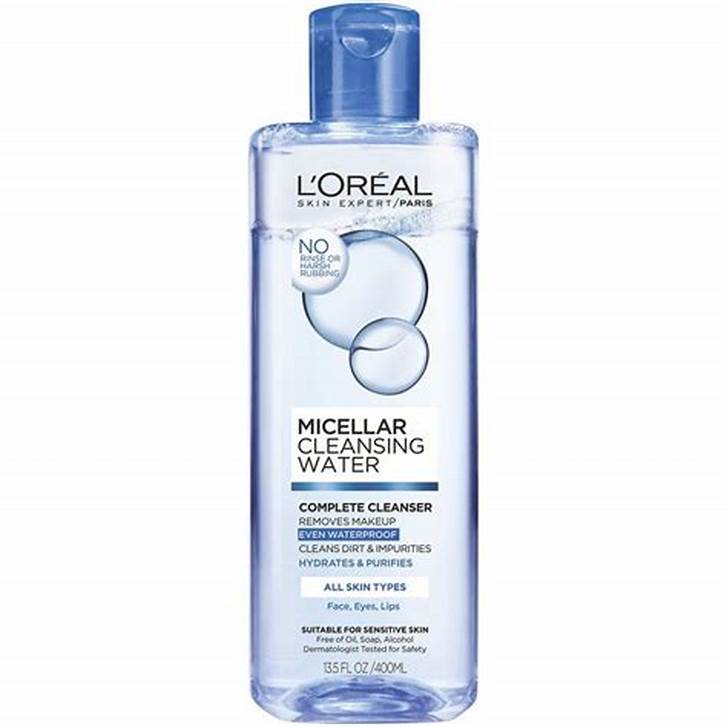 L'ORÉAL
SKIN EXPERT/PARIS
NO
RINSE OR
HARSH
RUBBING
MICELLAR
CLEANSING
WATER
COMPLETE CLEANSER
REMOVES MAKEUP
EVEN WATERPROOF
CLEANS DIRT & IMPURITIES
HYDRATES & PURIFIES
ALL SKIN TYPES
Face, Eyes, Lips
SUITABLE FOR SENSITIVE SKIN
Free of Oil, Soap, Alcohol
Dermatologist Tested for Safety
13.5 FL OZ/400ML